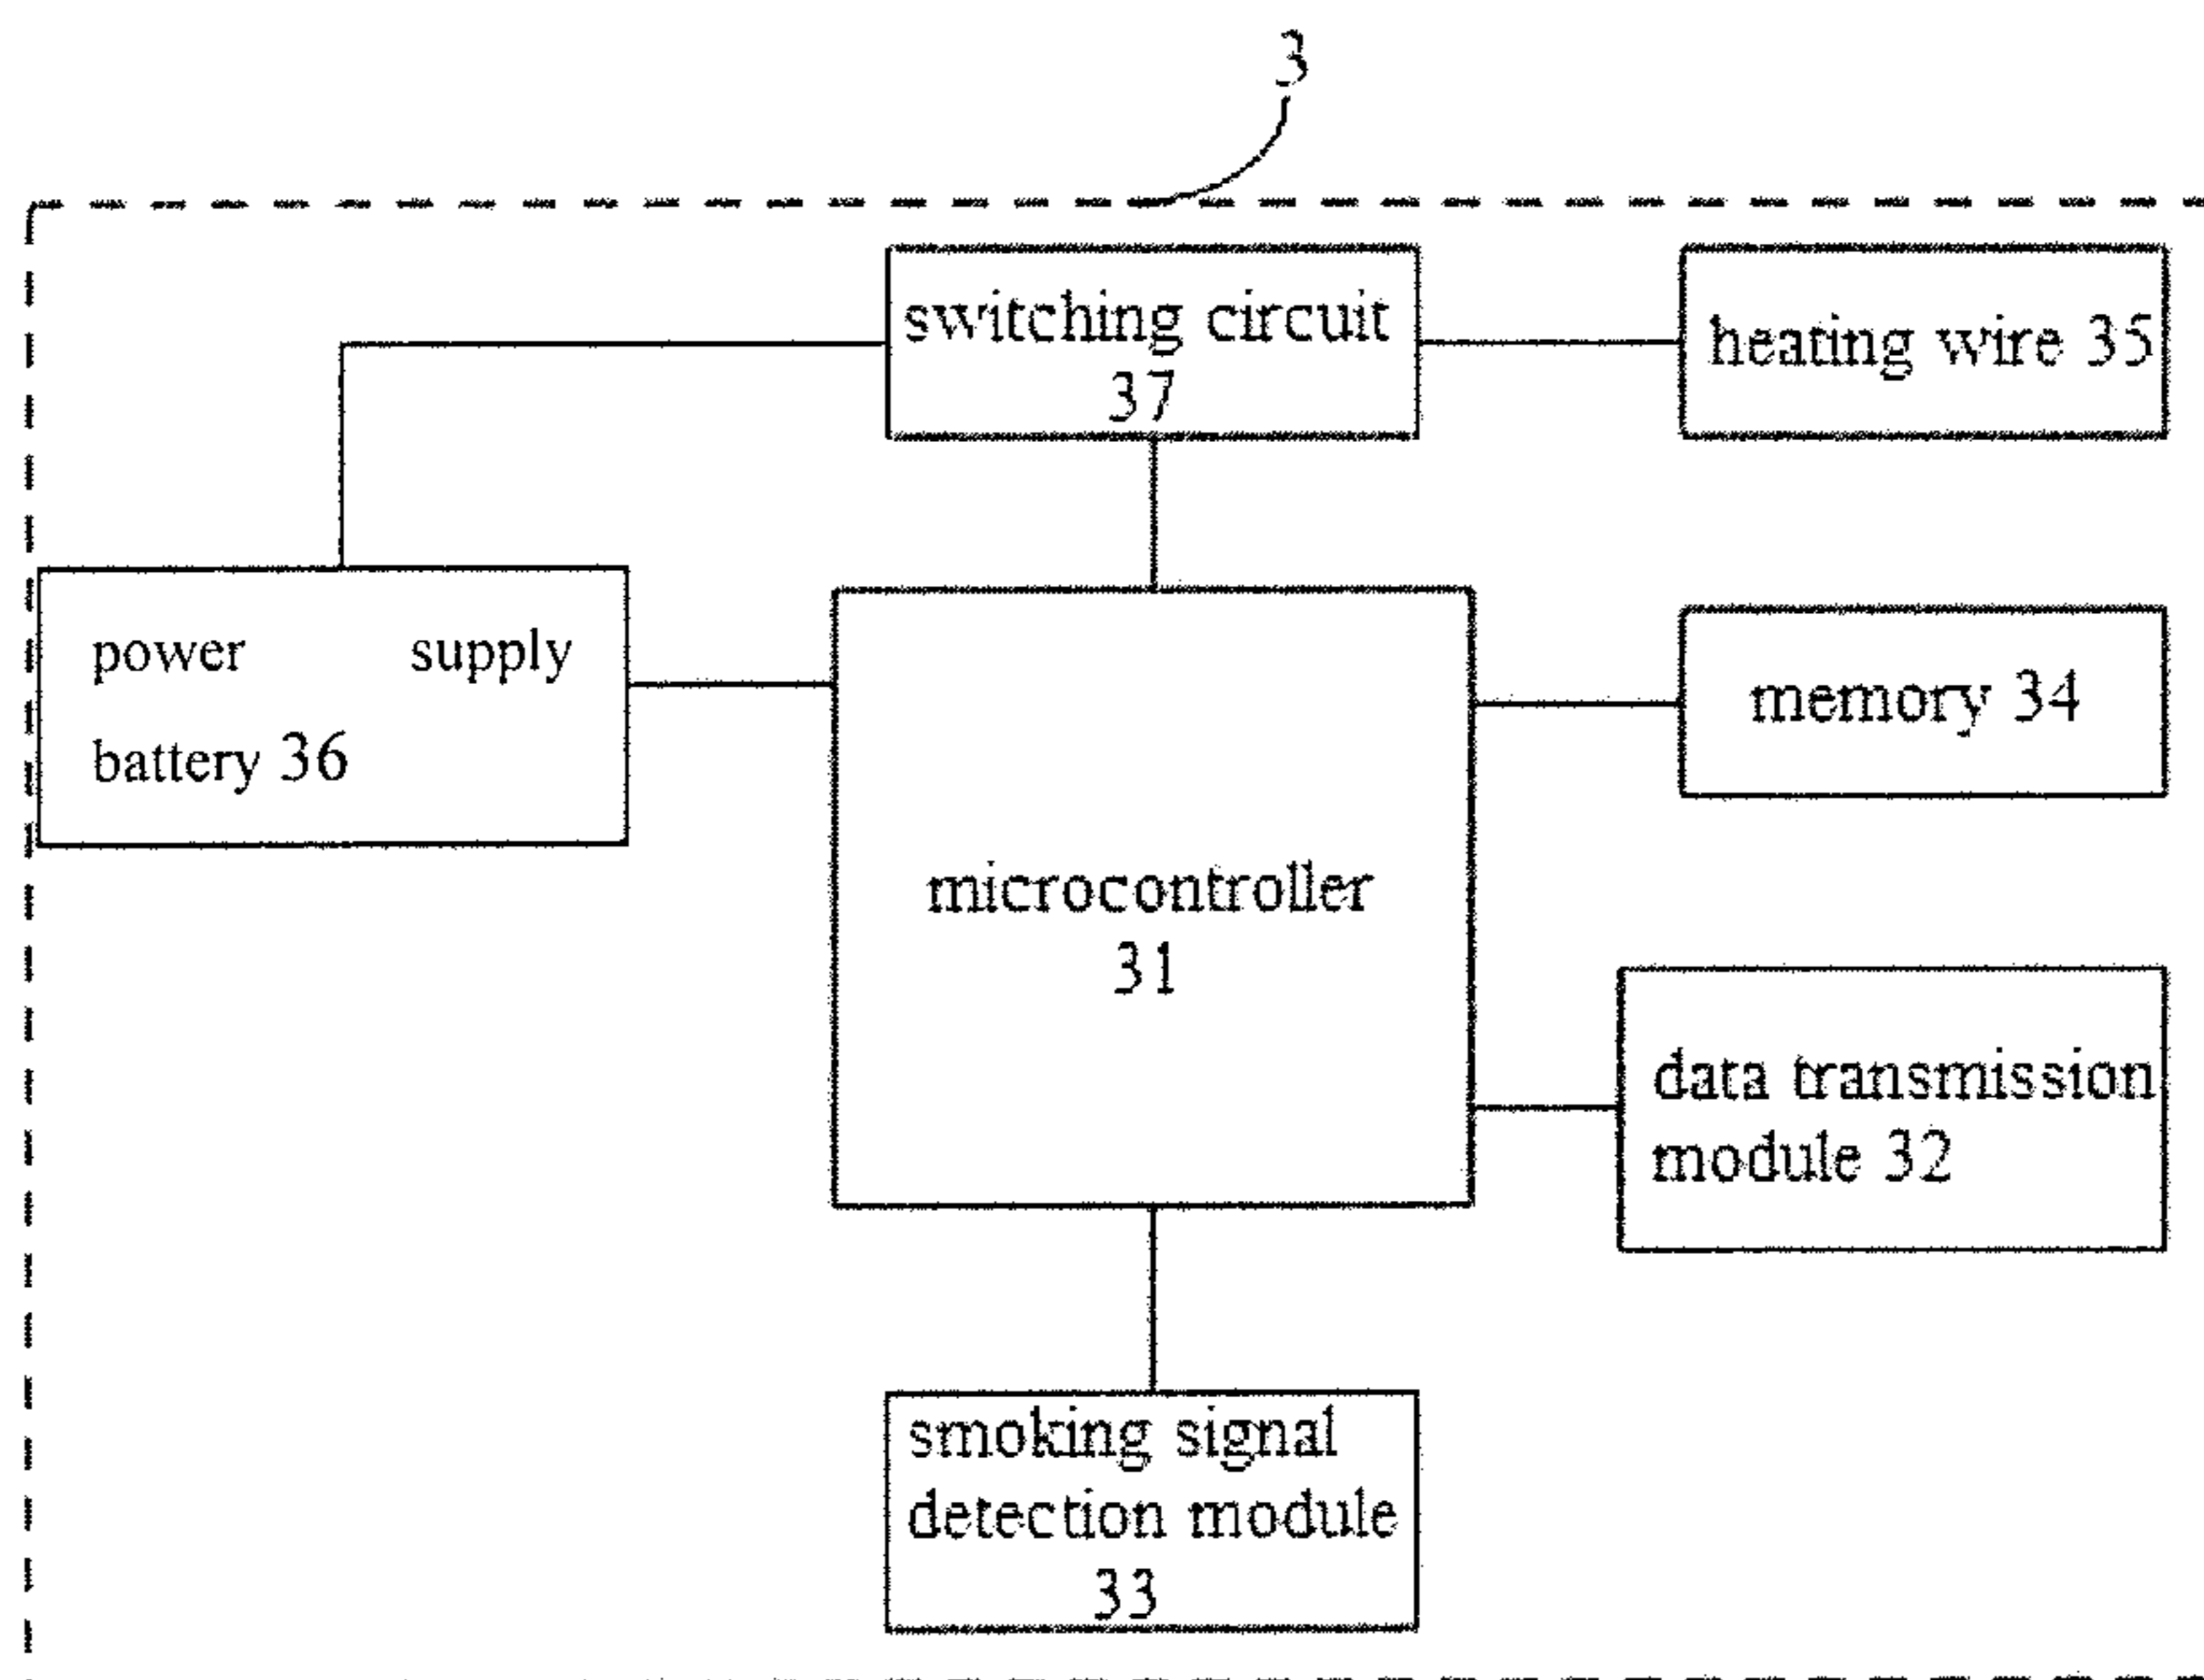 3
switching circuit
37
heating wire 35
power supply
battery 36
memory 34
microcontroller
31
data transmission
module 32
smoking signal
detection module
33